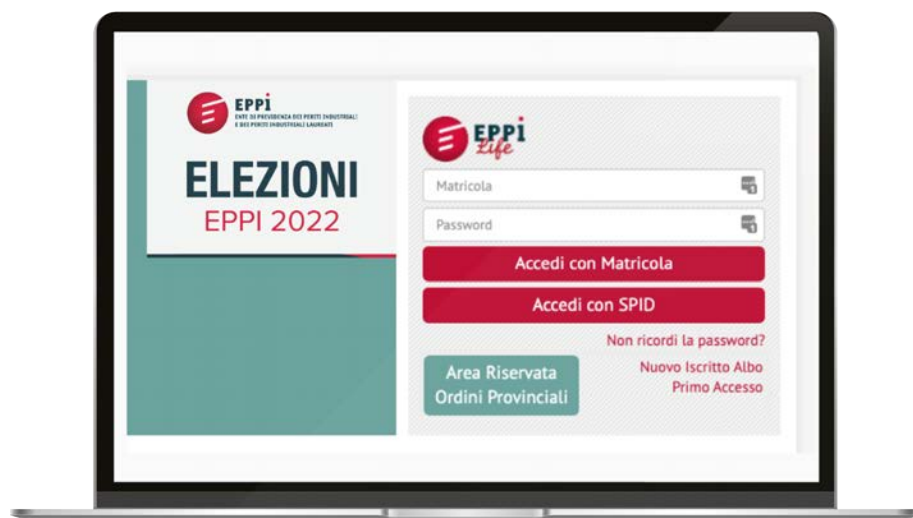 EPPI
ENTE DI PREVIDENZA DEI PERITI INDUSTRIALI
E DEI PERITI INDUSTRIALI LAUREATI
ELEZIONI
EPPI 2022
EPPI
Life
Matricola
Password
Accedi con Matricola
Accedi con SPID
Non ricordi la password?
Nuovo Iscritto Albo
Primo Accesso
Area Riservata
Ordini Provinciali